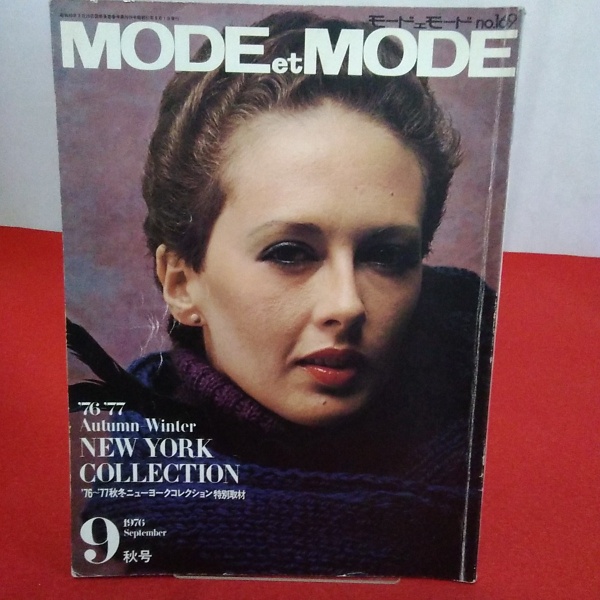 モードェモード no.169
MODE et MODE
'76-'77
Autumn-Winter
NEW YORK
COLLECTION
'76~'77秋冬ニューヨークコレクション特別取材
9 1976
September
秋号